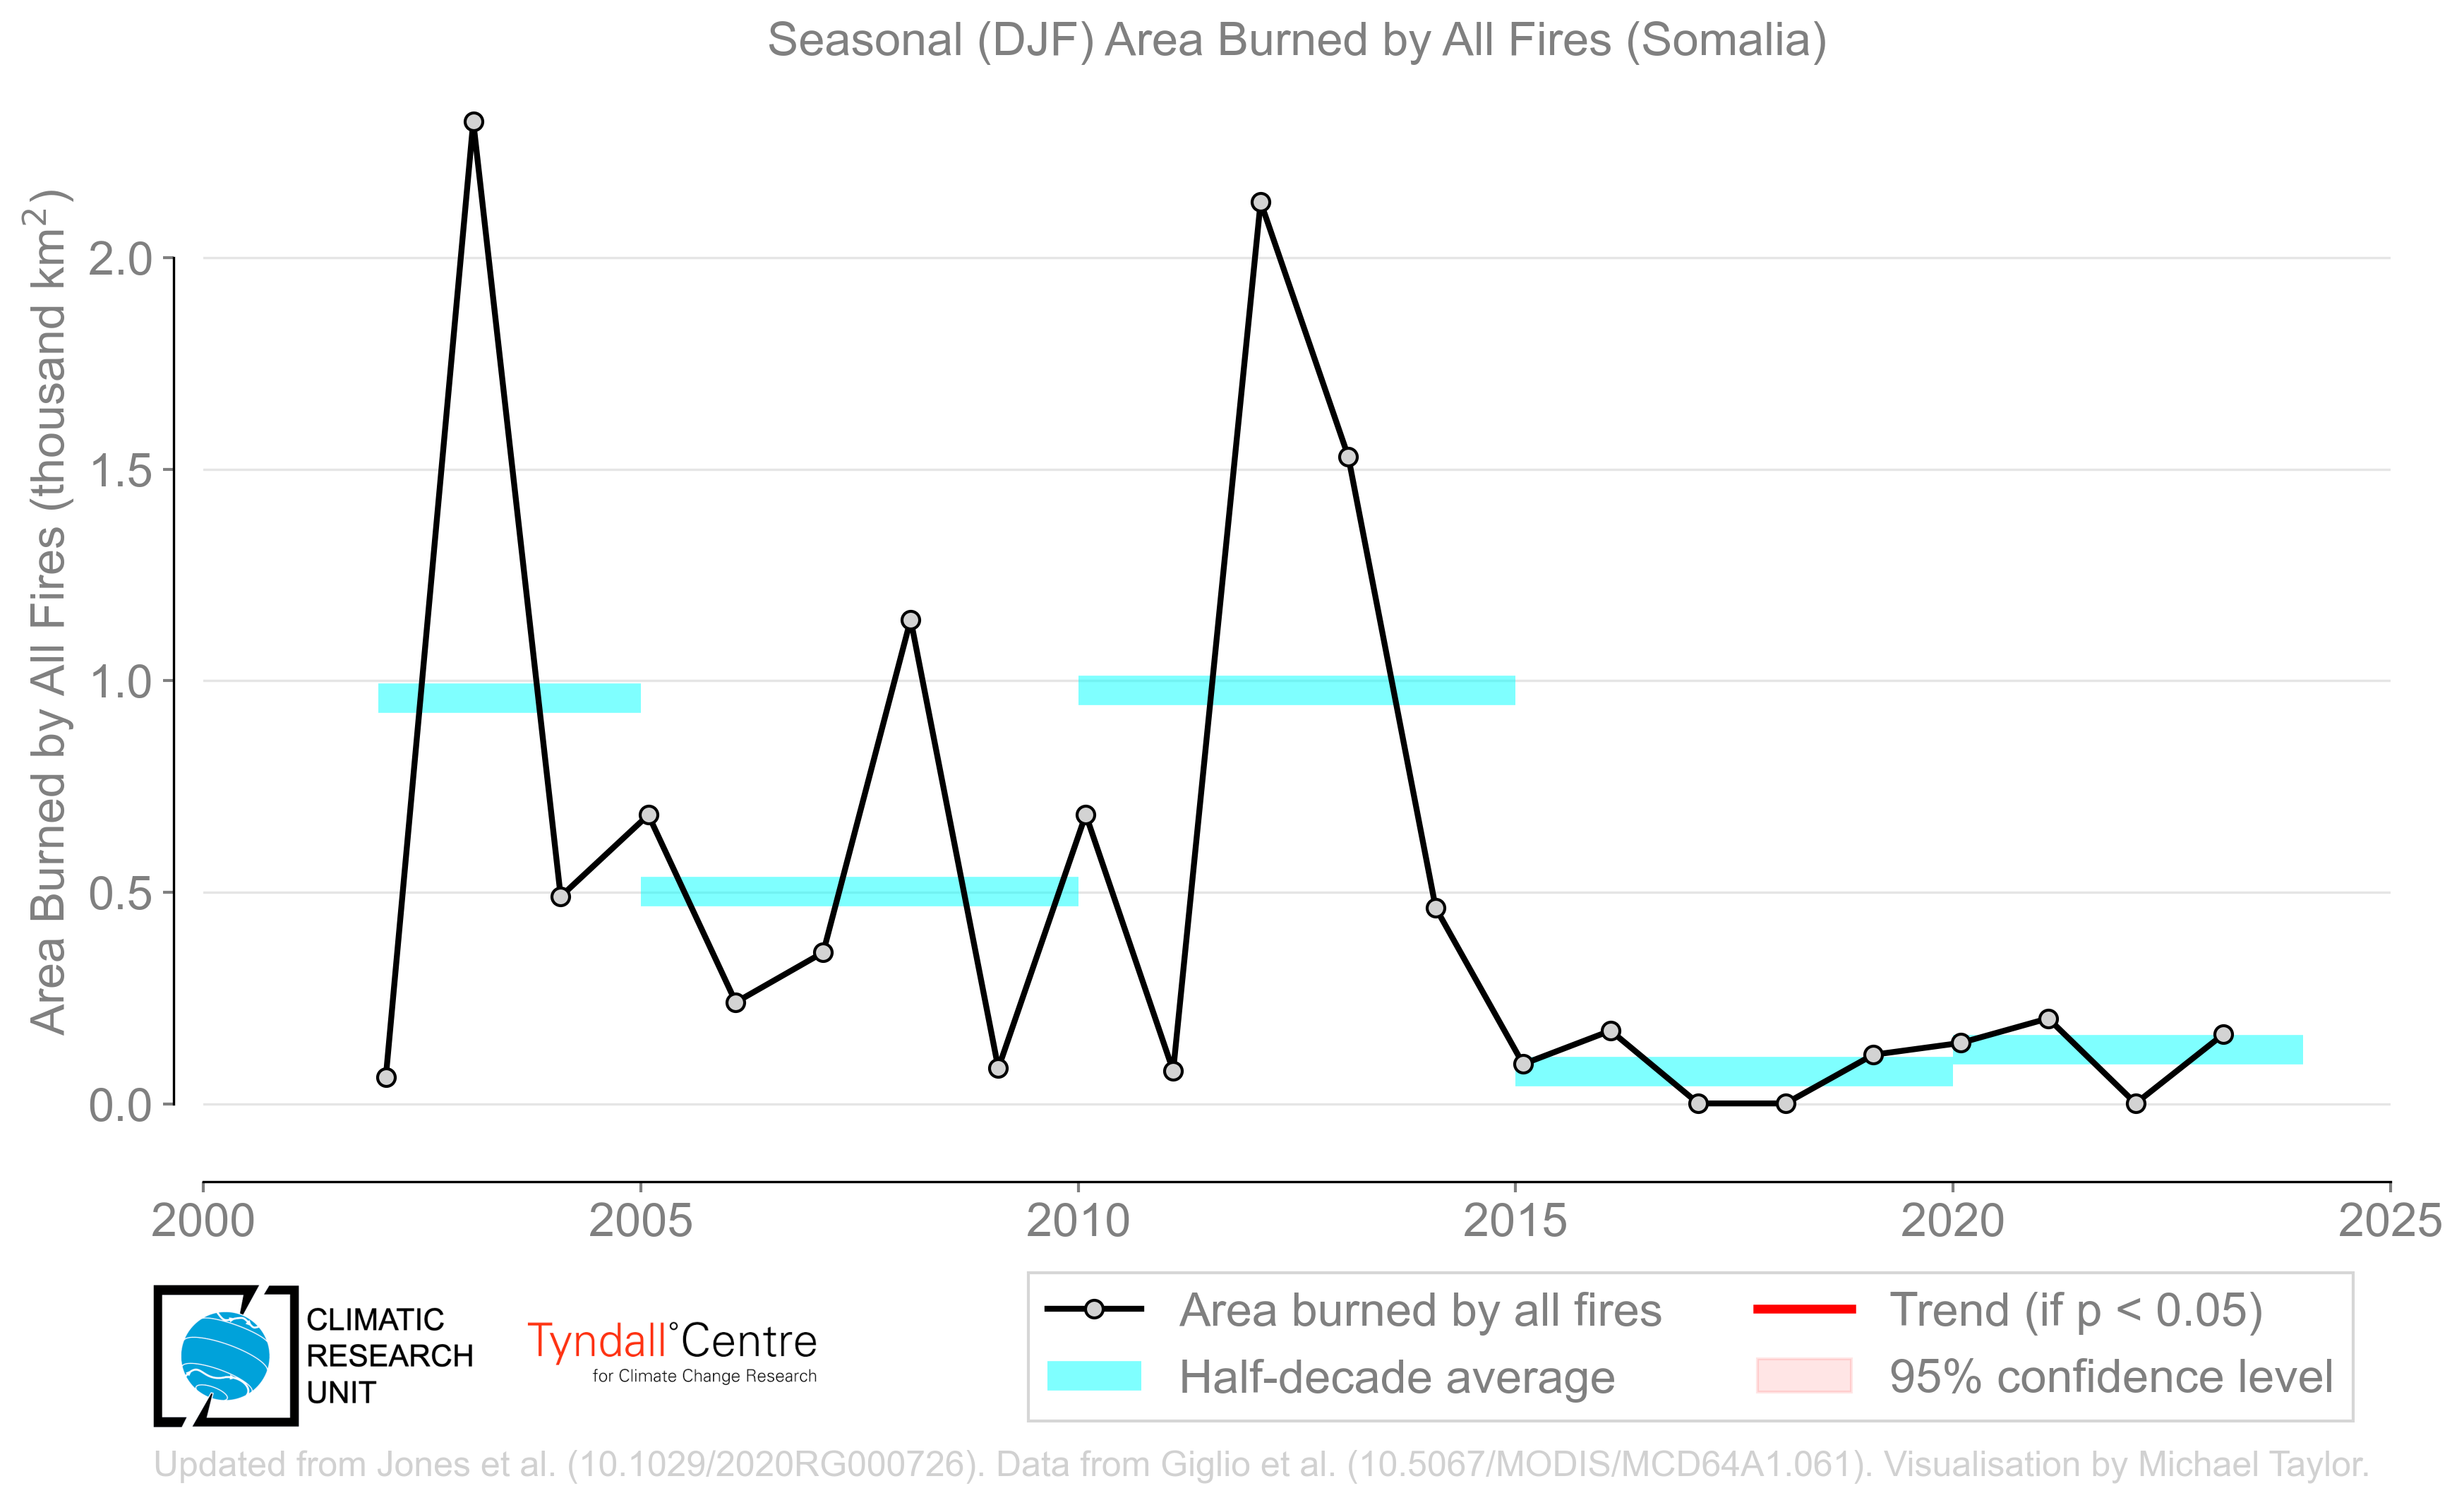 Seasonal (DJF) Area Burned by All Fires (Somalia)
Area Burned by All Fires (thousand km²)
2.0
1.5
1.0
0.5
0.0
2000 2005 2010 2015 2020 2025
CLIMATIC
RESEARCH
UNIT
Tyndall°Centre
for Climate Change Research
Area burned by all fires
Half-decade average
Trend (if p < 0.05)
95% confidence level
Updated from Jones et al. (10.1029/2020RG000726). Data from Giglio et al. (10.5067/MODIS/MCD64A1.061). Visualisation by Michael Taylor.